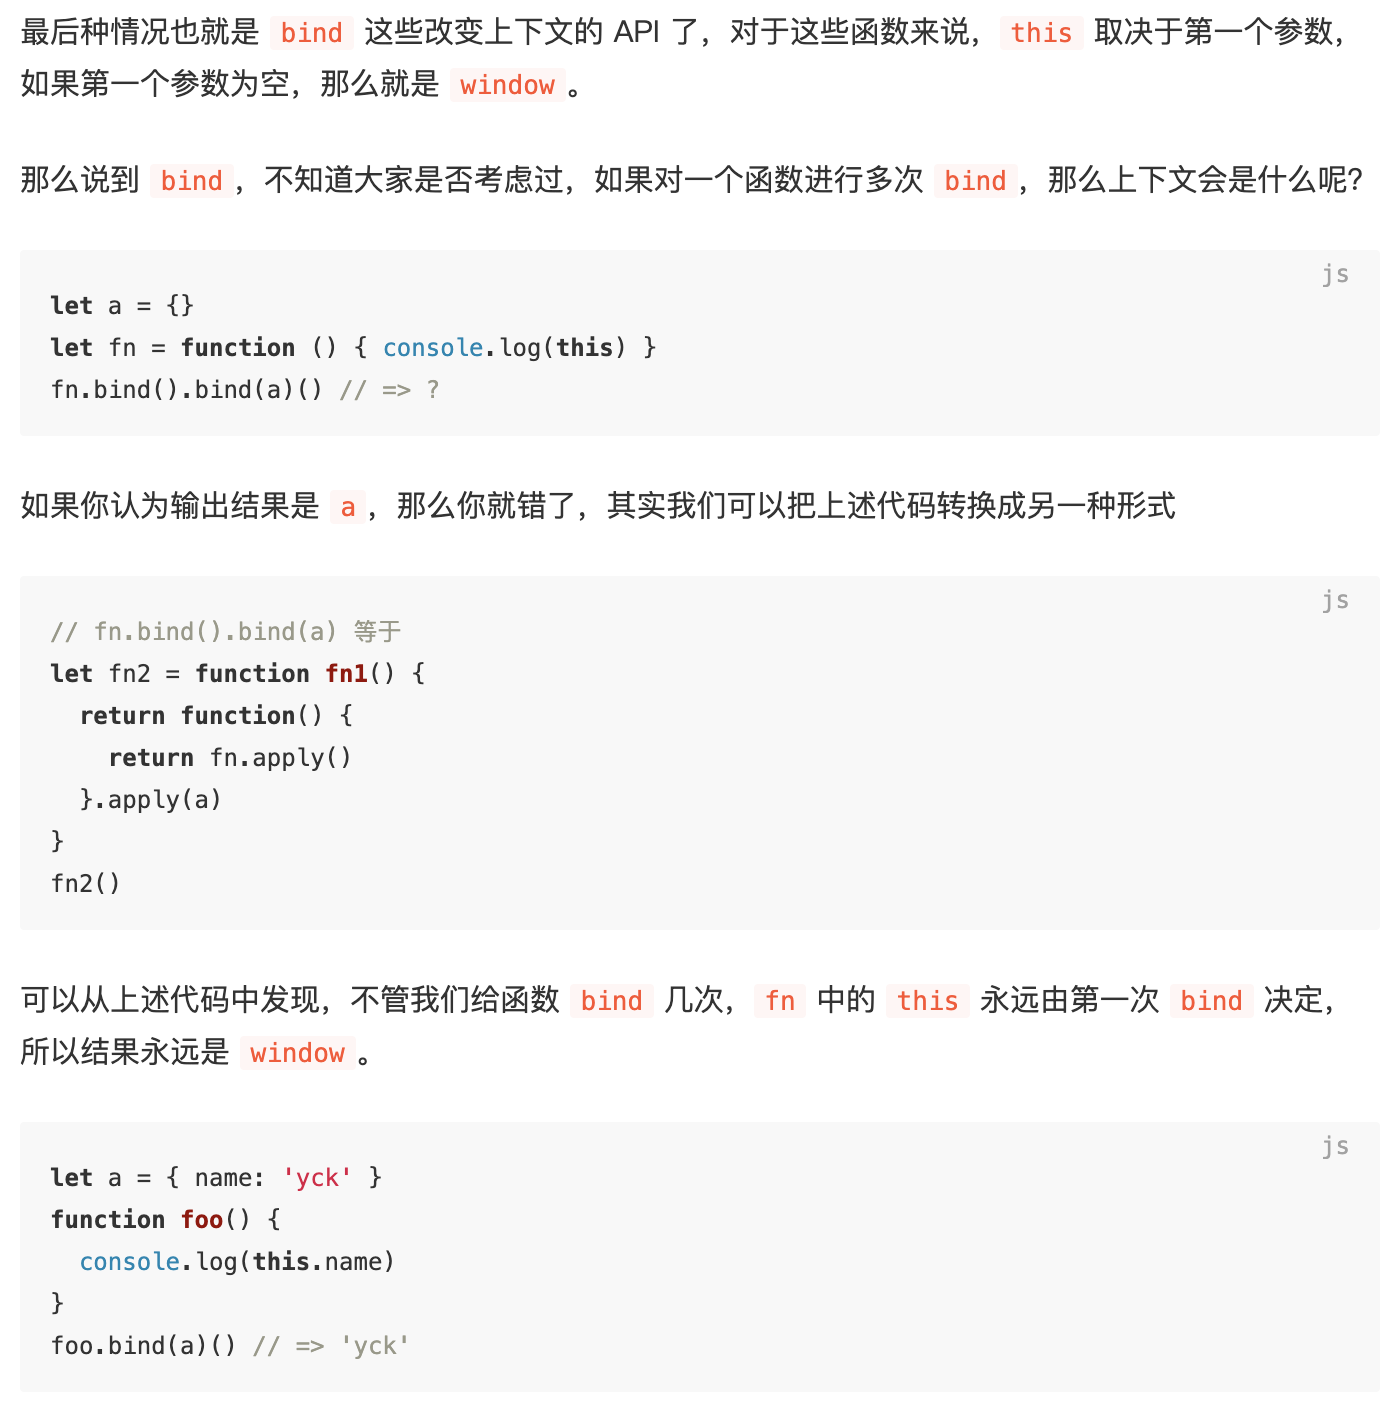 最后种情况也就是 bind 这些改变上下文的 API 了，对于这些函数来说， this 取决于第一个参数，
如果第一个参数为空，那么就是 window 。
那么说到 bind ，不知道大家是否考虑过，如果对一个函数进行多次 bind ，那么上下文会是什么呢？
js
let a = {}
let fn = function () { console.log(this) }
fn.bind().bind(a)() // => ?
如果你认为输出结果是 a ，那么你就错了，其实我们可以把上述代码转换成另一种形式
js
// fn.bind().bind(a) 等于
let fn2 = function fn1() {
  return function() {
    return fn.apply()
  }.apply(a)
}
fn2()
可以从上述代码中发现，不管我们给函数 bind 几次， fn 中的 this 永远由第一次 bind 决定，
所以结果永远是 window 。
js
let a = { name: 'yck' }
function foo() {
  console.log(this.name)
}
foo.bind(a)() // => 'yck'